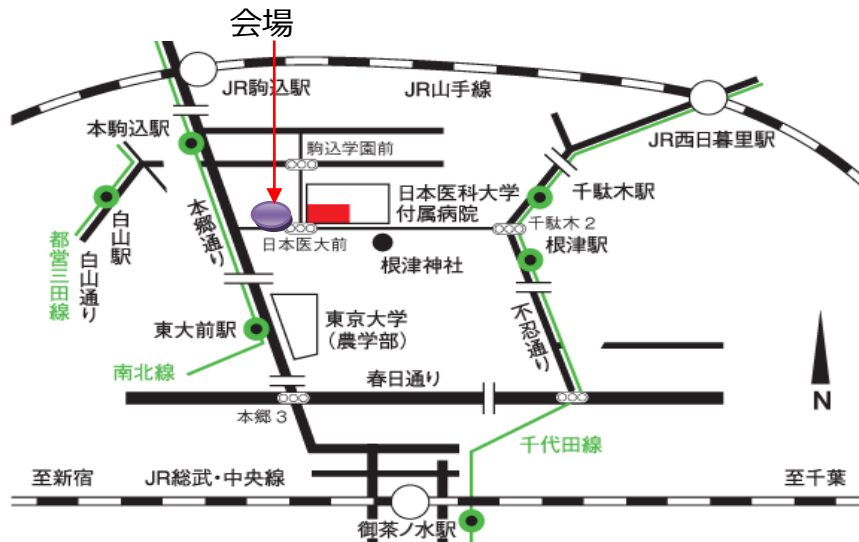 会場
JR駒込駅
JR山手線
本駒込駅
駒込学園前
JR西日暮里駅
日本医科大学
付属病院
千駄木駅
白山駅
本郷通り
千駄木2
都営三田線
白山通り
日本医大前
根津神社
根津駅
東大前駅
東京大学
(農学部)
不忍通り
南北線
春日通り
N
本郷3
千代田線
至新宿
JR総武・中央線
至千葉
御茶ノ水駅